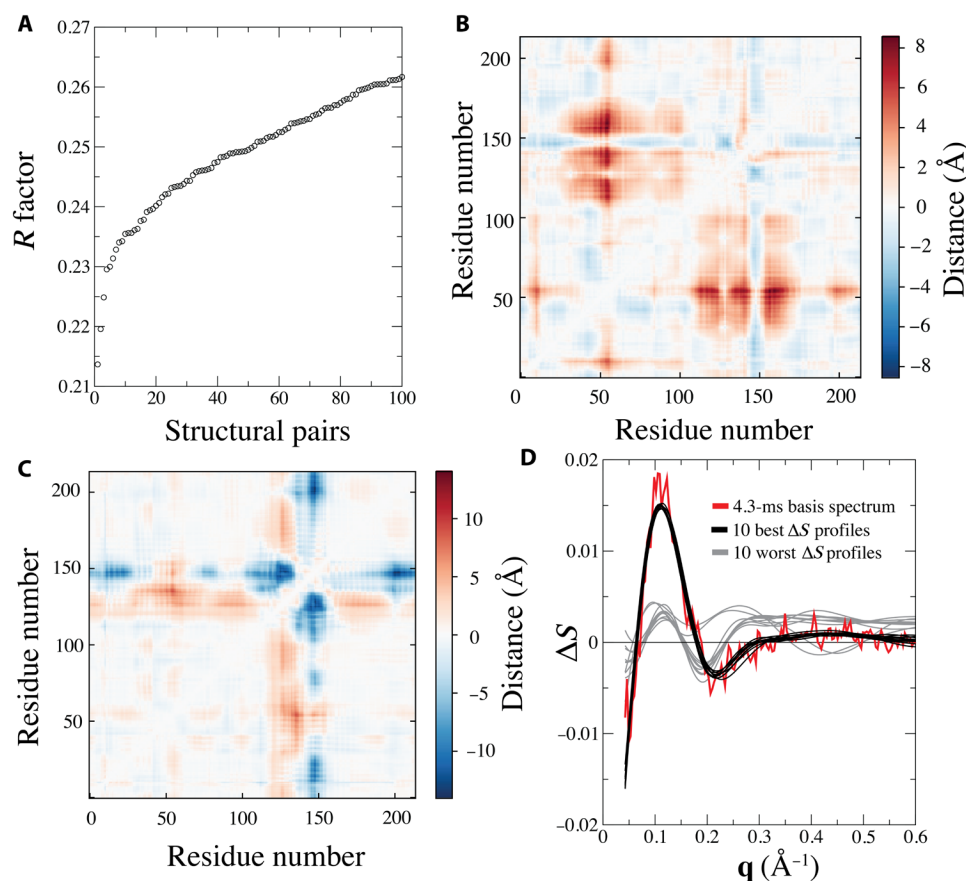 A
0.27
0.26
0.25
0.24
0.23
0.22
0.21
R factor
0 20 40 60 80 100
Structural pairs
B
200
150
100
50
Residue number
0 50 100 150 200
Residue number
8
6
4
2
0
−2
−4
−6
−8
Distance (Å)
C
200
150
100
50
Residue number
0 50 100 150 200
Residue number
10
5
0
−5
−10
Distance (Å)
D
0.02
0.01
0
−0.01
−0.02
ΔS
4.3-ms basis spectrum
10 best ΔS profiles
10 worst ΔS profiles
0 0.1 0.2 0.3 0.4 0.5 0.6
q (Å⁻¹)